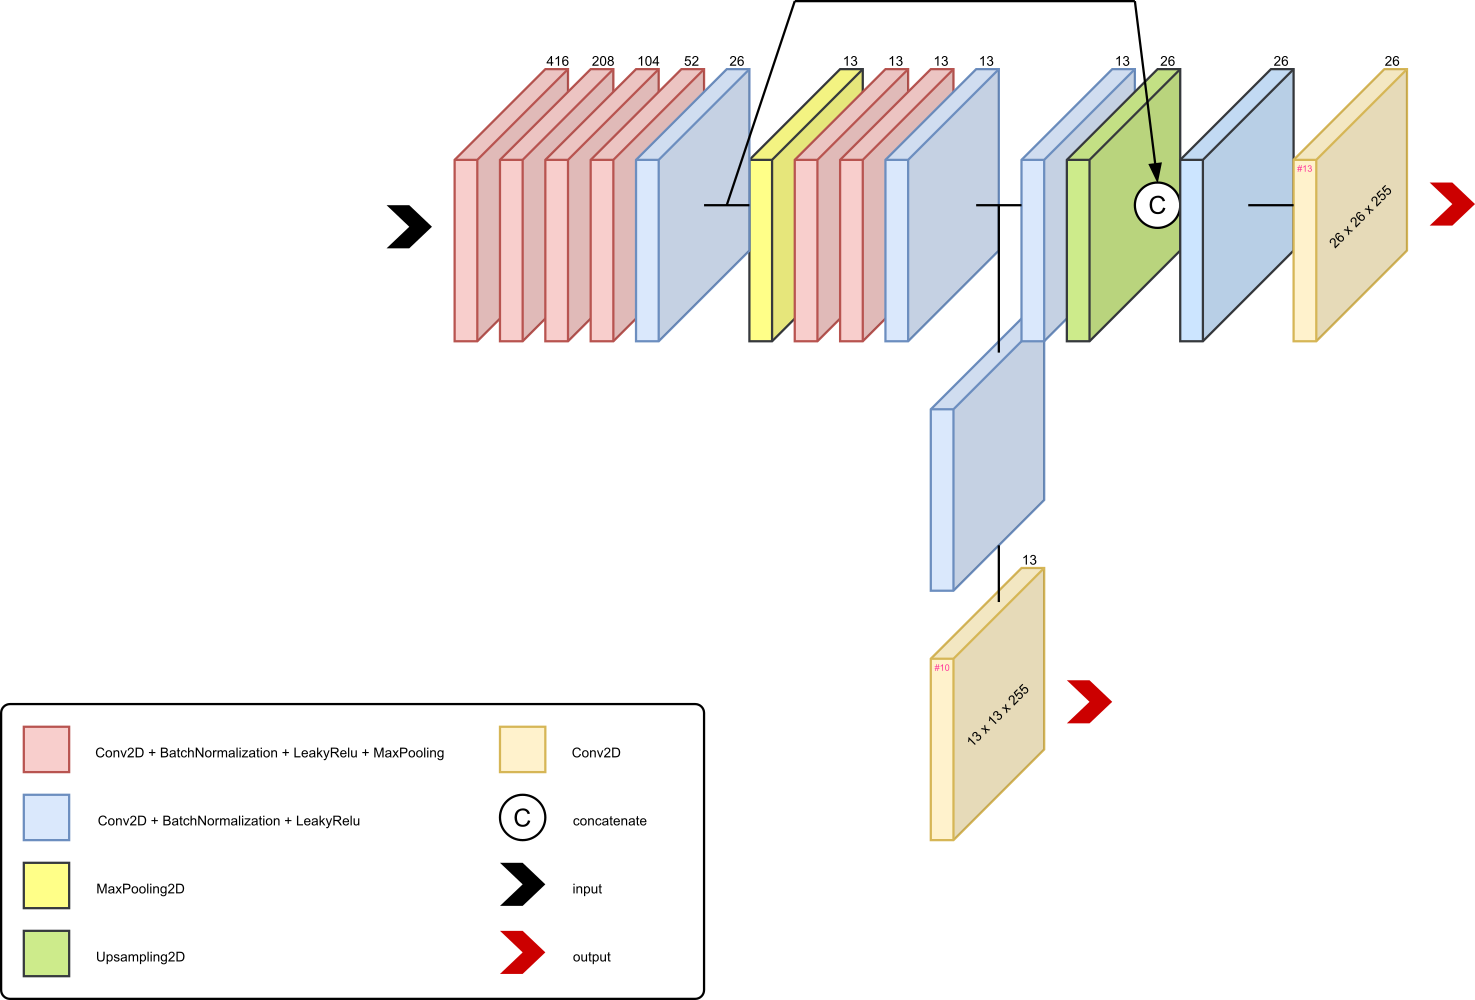 416 208 104 52 26 13 13 13 13 13 26 26 26
#13
C
26 x 26 x 255
13
#10
13 x 13 x 255
Conv2D + BatchNormalization + LeakyRelu + MaxPooling
Conv2D
Conv2D + BatchNormalization + LeakyRelu
C
concatenate
MaxPooling2D
input
Upsampling2D
output